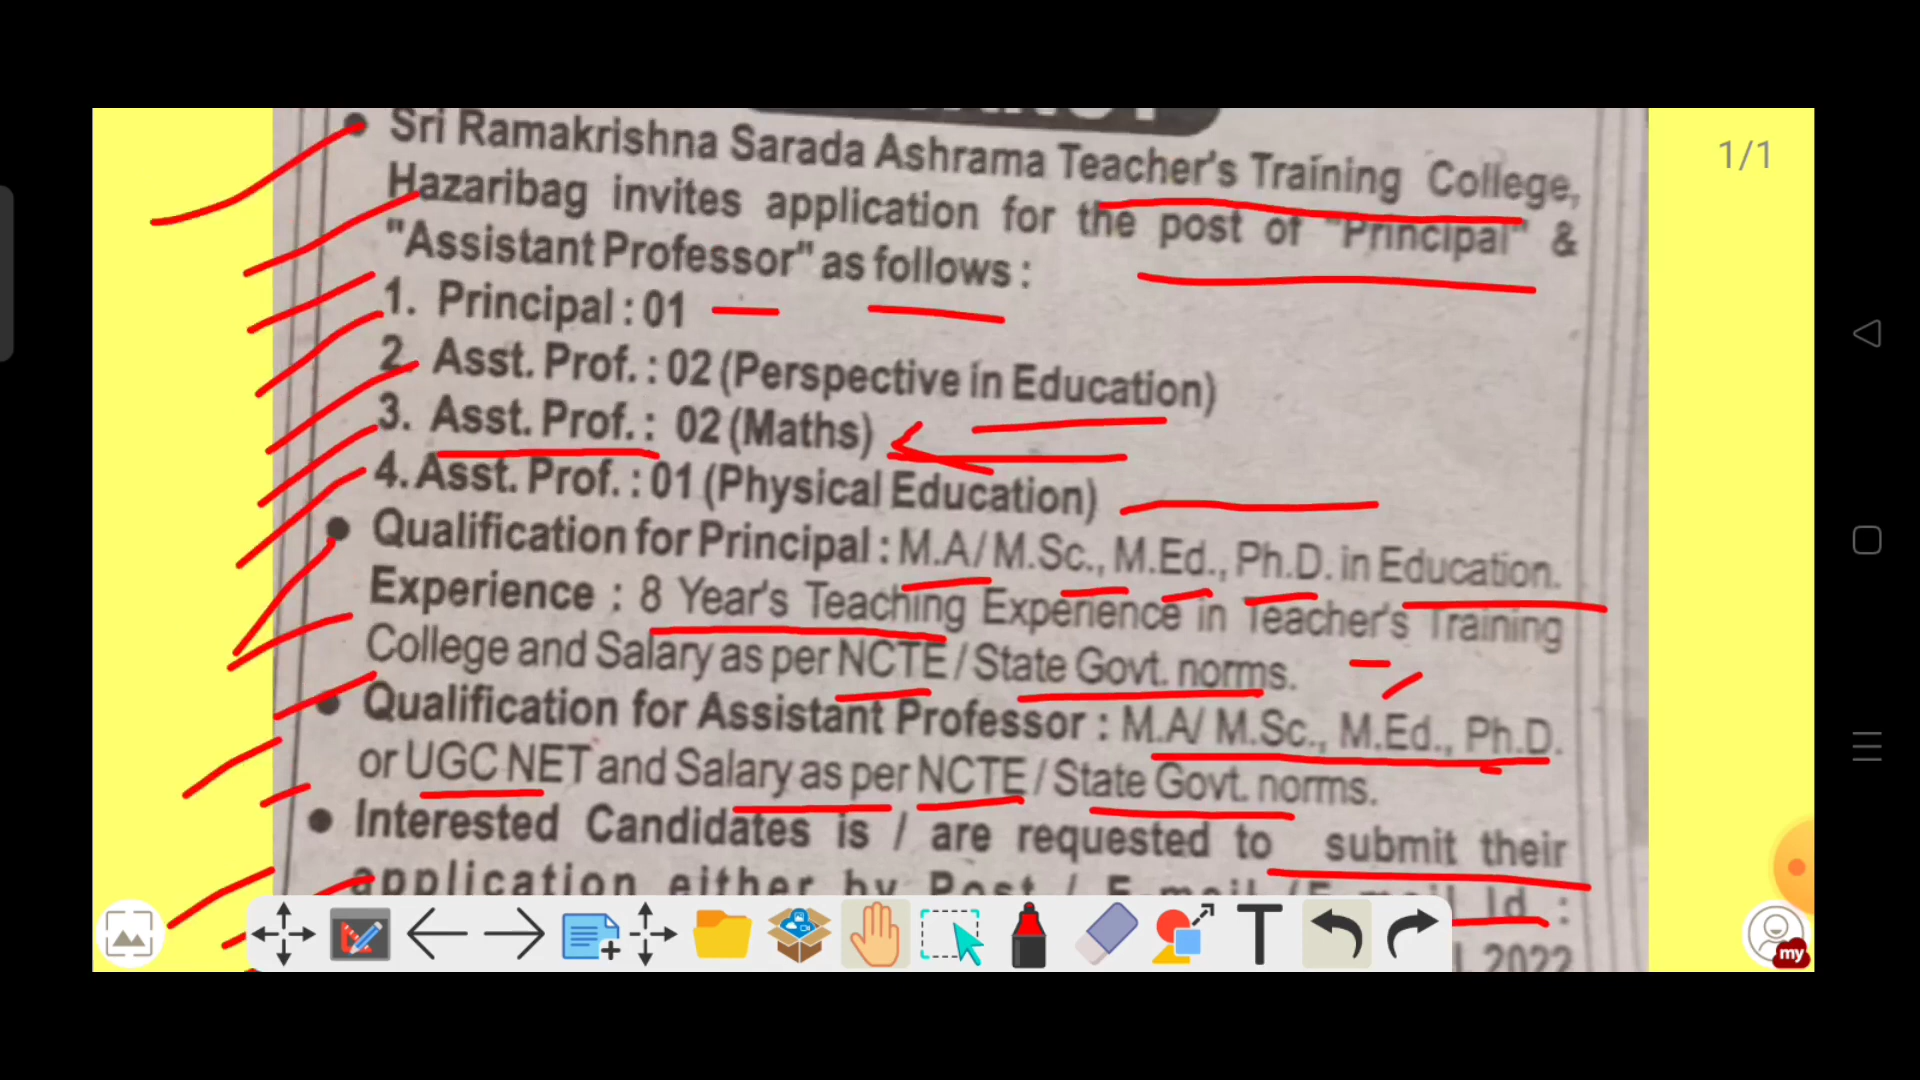 1/1
Sri Ramakrishna Sarada Ashrama Teacher's Training College,
Hazaribag invites application for the post of "Principal" &
"Assistant Professor" as follows :
1. Principal : 01
2. Asst. Prof. : 02 (Perspective in Education)
3. Asst. Prof. : 02 (Maths)
4. Asst. Prof. : 01 (Physical Education)
Qualification for Principal : M.A/ M.Sc., M.Ed., Ph.D. in Education.
Experience : 8 Year's Teaching Experience in Teacher's Training
College and Salary as per NCTE / State Govt. norms.
Qualification for Assistant Professor : M.A/ M.Sc., M.Ed., Ph.D.
or UGC NET and Salary as per NCTE / State Govt. norms.
Interested Candidates is / are requested to submit their
application either by Post / E-mail (E-mail Id :
2022
T
my